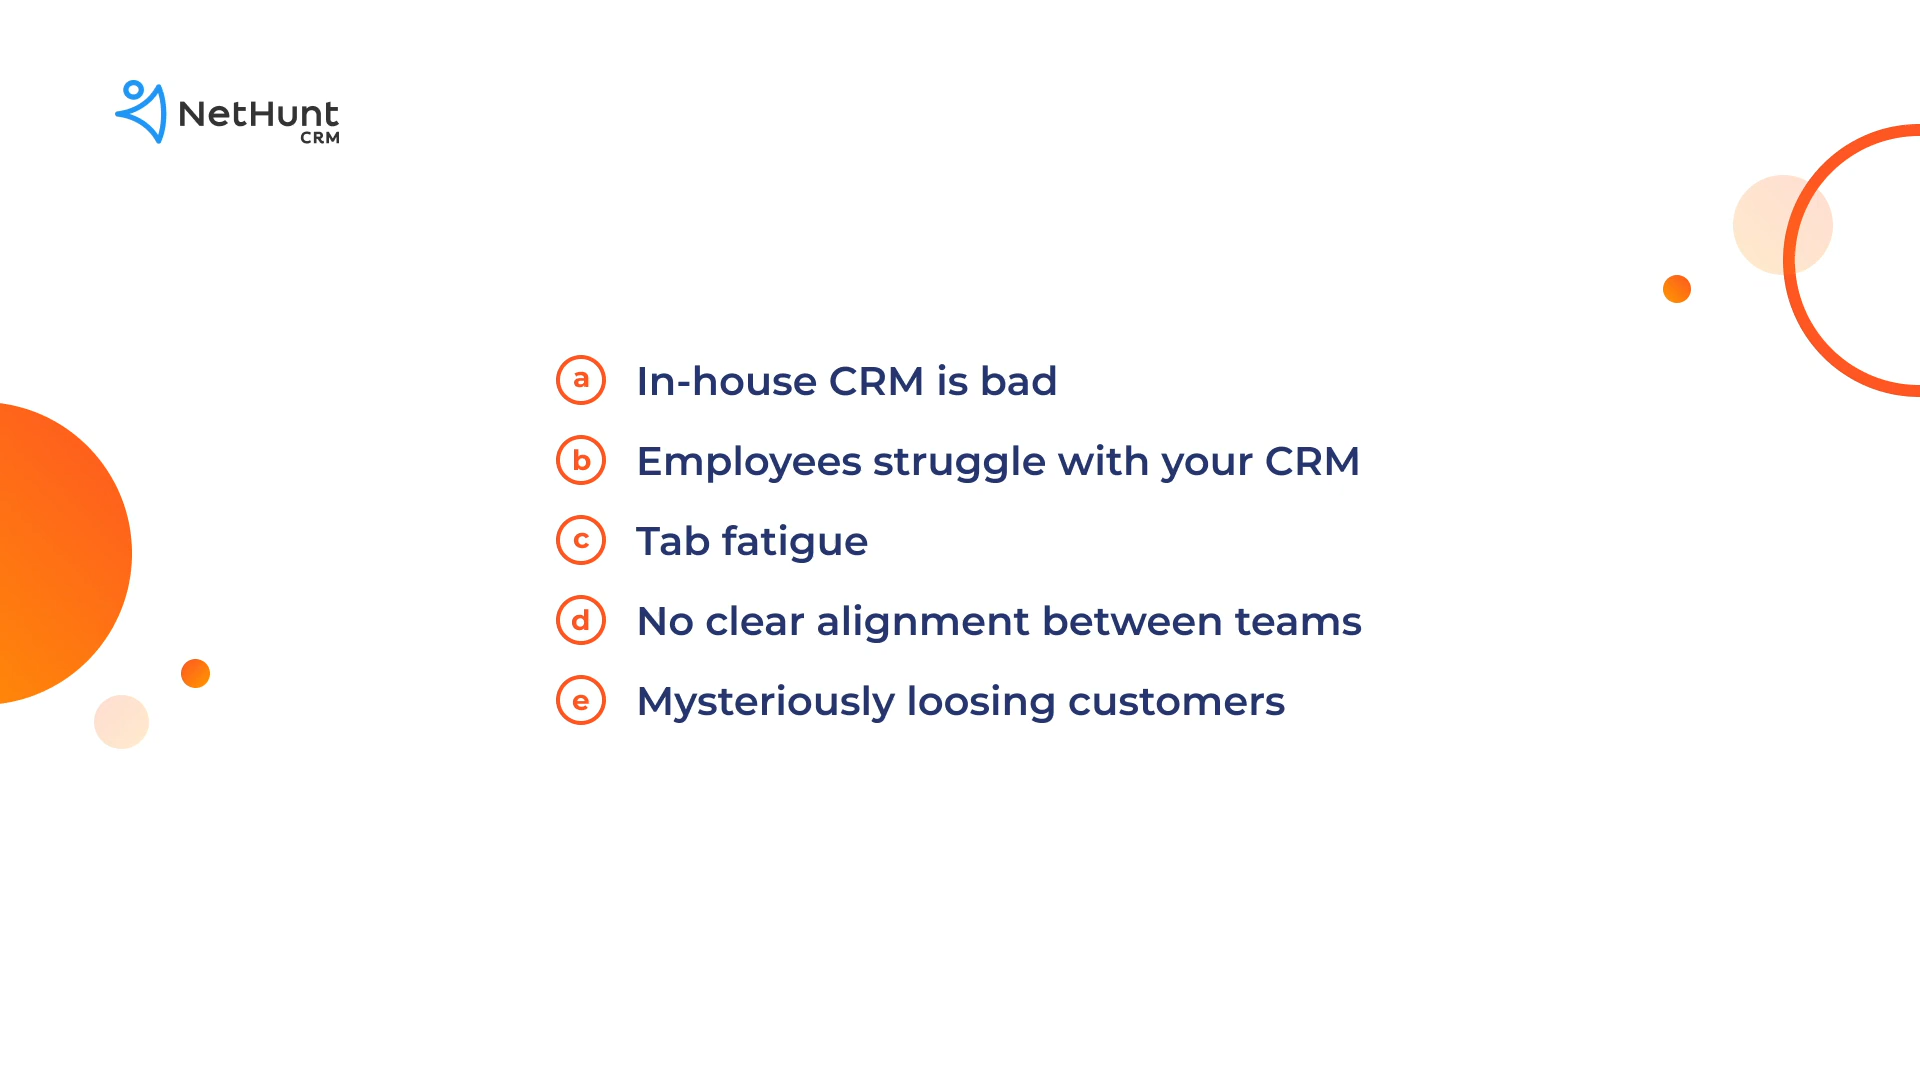 NetHunt
CRM
a In-house CRM is bad
b Employees struggle with your CRM
c Tab fatigue
d No clear alignment between teams
e Mysteriously loosing customers